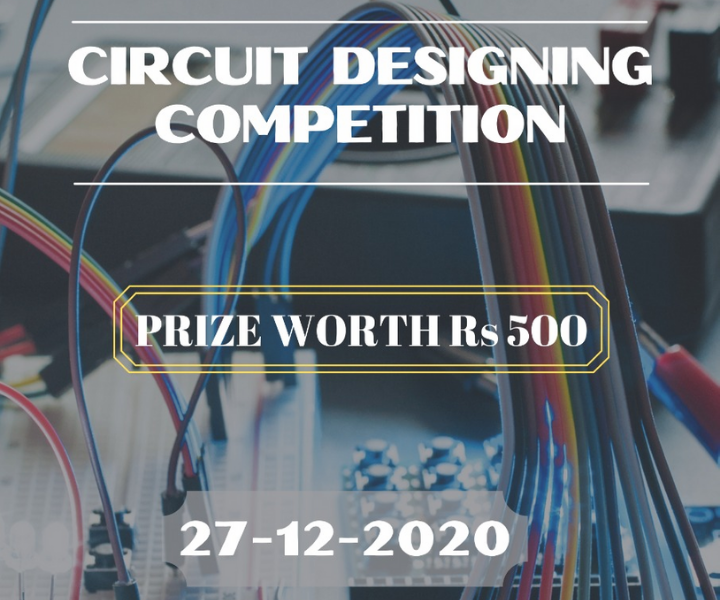 CIRCUIT DESIGNING
COMPETITION
PRIZE WORTH Rs 500
27-12-2020